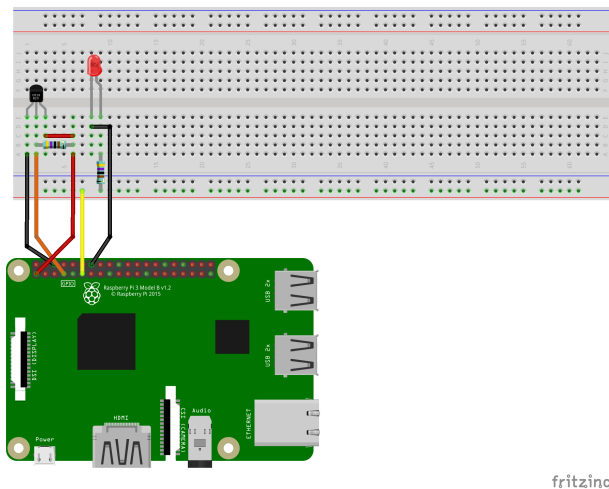 GPIO
Raspberry Pi 3 Model B v1.2
© Raspberry Pi 2015
USB 2x
DSI (DISPLAY)
USB 2x
HDMI
CSI (CAMERA)
Audio
ETHERNET
Power
fritzing